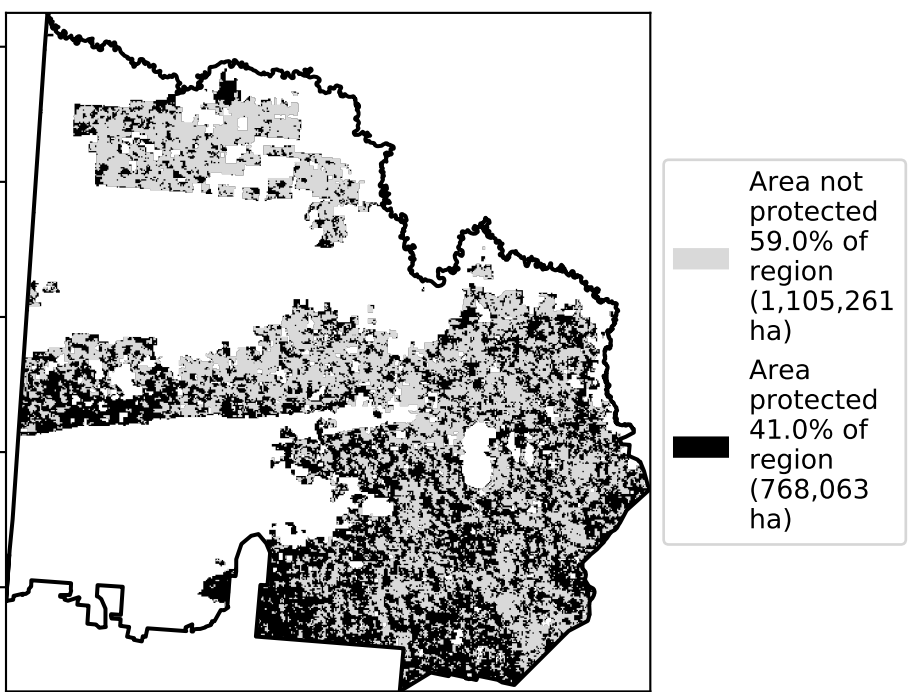 Area not
protected
59.0% of
region
(1,105,261
ha)
Area
protected
41.0% of
region
(768,063
ha)